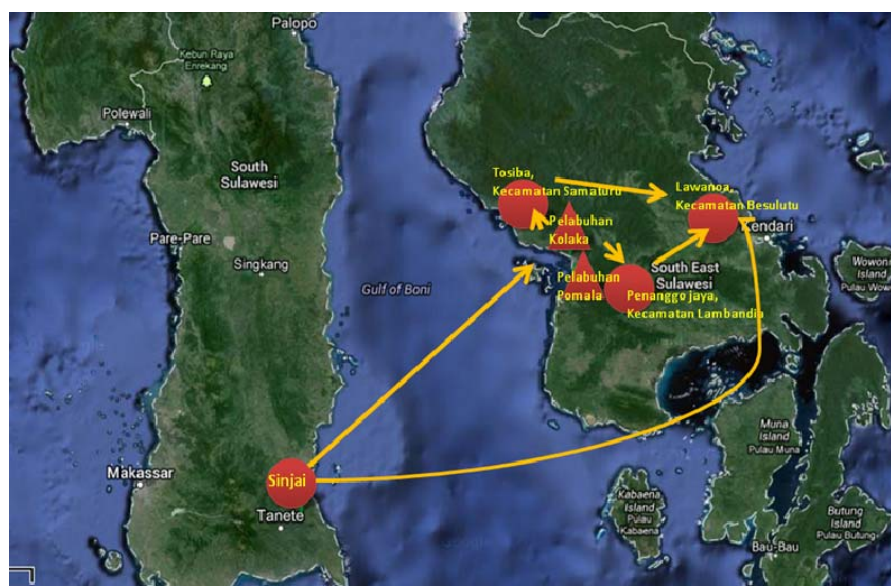 Palopo
Kebun Raya
Enrekang
Polewali
South
Sulawesi
Pare-Pare
Singkang
Gulf of Boni
Makassar
Sinjai
Tanete
Tosiba,
Kecamatan Samaturu
Pelabuhan
Kolaka
Pelabuhan
Pomala
Lawanoa,
Kecamatan Besulutu
Kendari
South East
Sulawesi
Penanggo jaya,
Kecamatan Lambandia
Wowoni
Island
Pulau Wowo
Muna
Island
Pulau Muna
Kabaena
Island
Pulau
Kabaena
Butung
Island
Pulau Butung
Bau-Bau